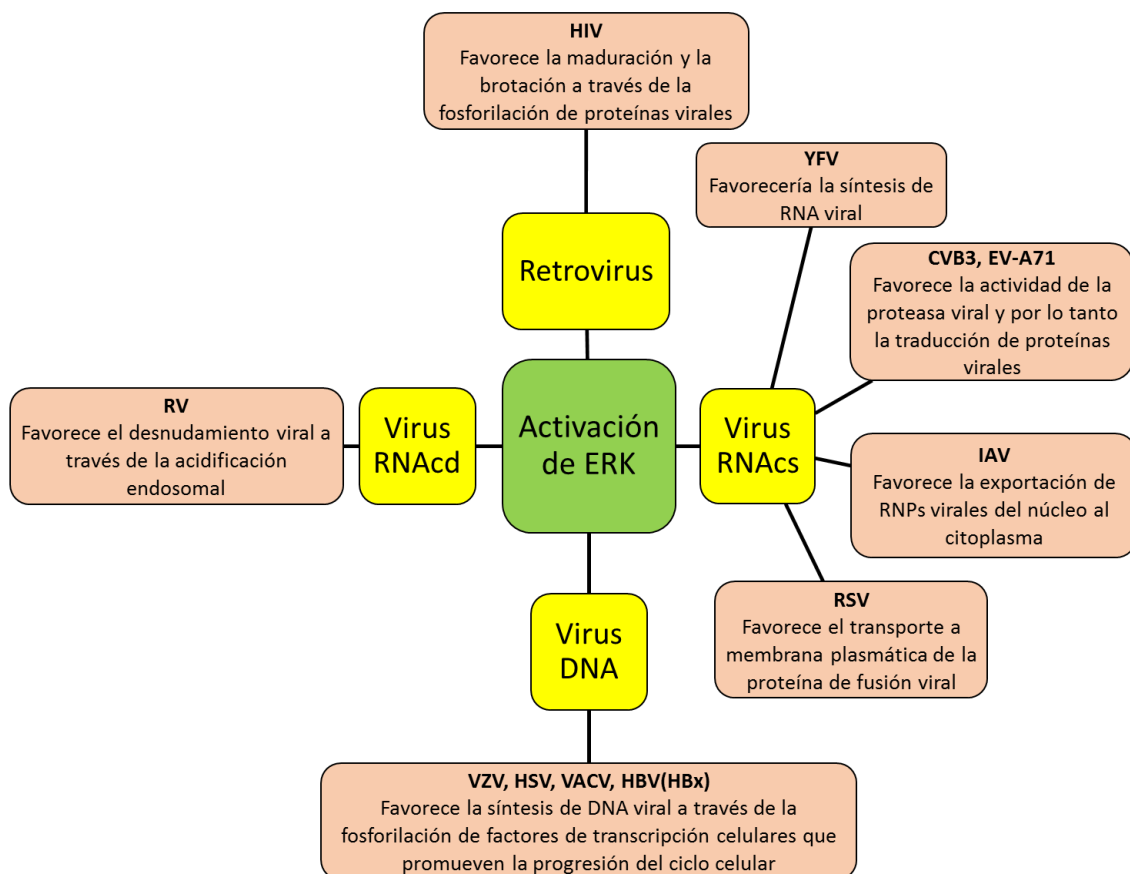 HIV
Favorece la maduración y la
brotación a través de la
fosforilación de proteínas virales
YFV
Favorecería la síntesis de
RNA viral
Retrovirus
CVB3, EV-A71
Favorece la actividad de la
proteasa viral y por lo tanto
la traducción de proteínas
virales
RV
Favorece el desnudamiento viral a
través de la acidificación
endosomal
Virus
RNAcd
Activación
de ERK
Virus
RNAcs
IAV
Favorece la exportación de
RNPs virales del núcleo al
citoplasma
RSV
Favorece el transporte a
membrana plasmática de la
proteína de fusión viral
Virus
DNA
VZV, HSV, VACV, HBV(HBx)
Favorece la síntesis de DNA viral a través de la
fosforilación de factores de transcripción celulares que
promueven la progresión del ciclo celular